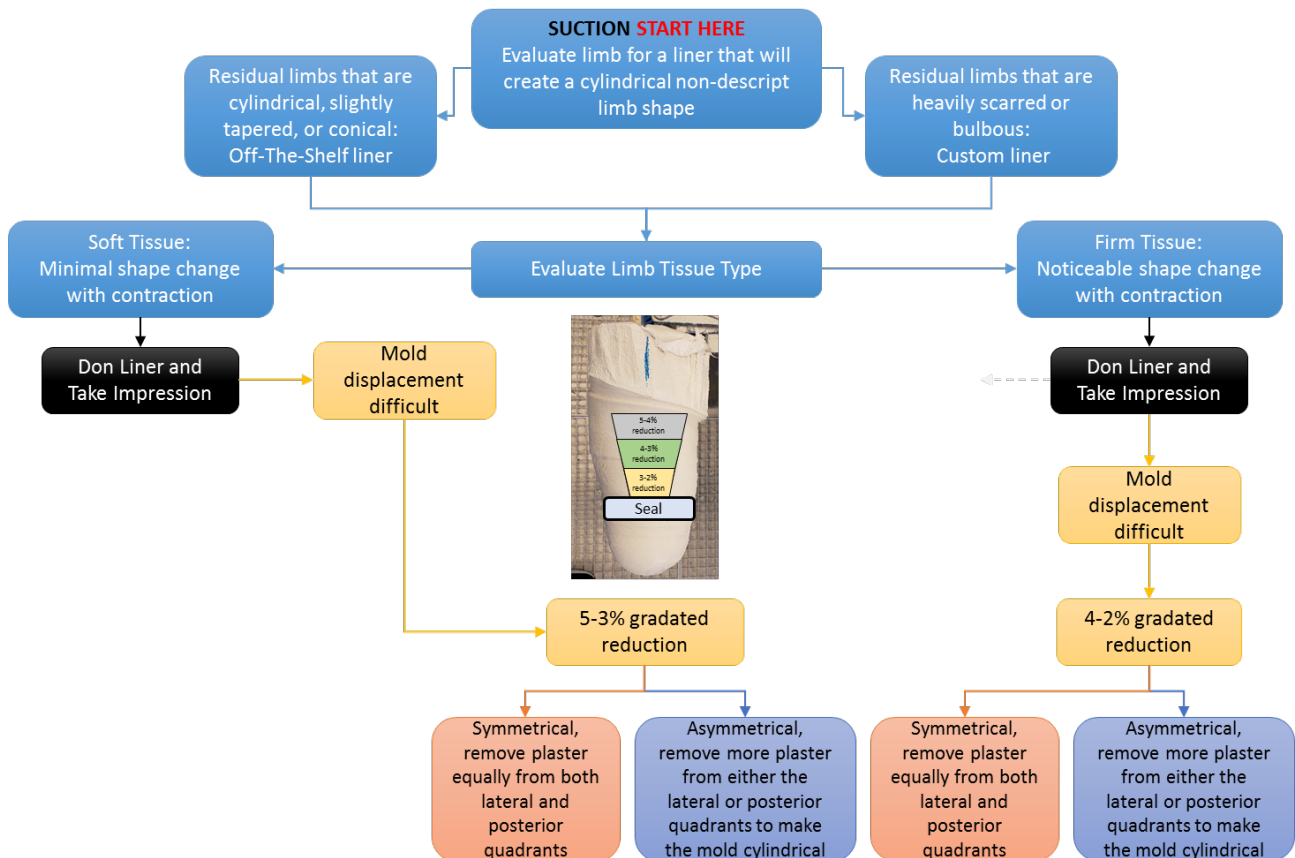 SUCTION START HERE
Evaluate limb for a liner that will
create a cylindrical non-descript
limb shape
Residual limbs that are
cylindrical, slightly
tapered, or conical:
Off-The-Shelf liner
Residual limbs that are
heavily scarred or
bulbous:
Custom liner
Soft Tissue:
Minimal shape change
with contraction
Evaluate Limb Tissue Type
Firm Tissue:
Noticeable shape change
with contraction
Don Liner and
Take Impression
Mold
displacement
difficult
Don Liner and
Take Impression
5-4%
reduction
4-3%
reduction
3-2%
reduction
Seal
Mold
displacement
difficult
5-3% gradated
reduction
4-2% gradated
reduction
Symmetrical,
remove plaster
equally from both
lateral and
posterior
quadrants
Asymmetrical,
remove more plaster
from either the
lateral or posterior
quadrants to make
the mold cylindrical
Symmetrical,
remove plaster
equally from both
lateral and
posterior
quadrants
Asymmetrical,
remove more plaster
from either the
lateral or posterior
quadrants to make
the mold cylindrical